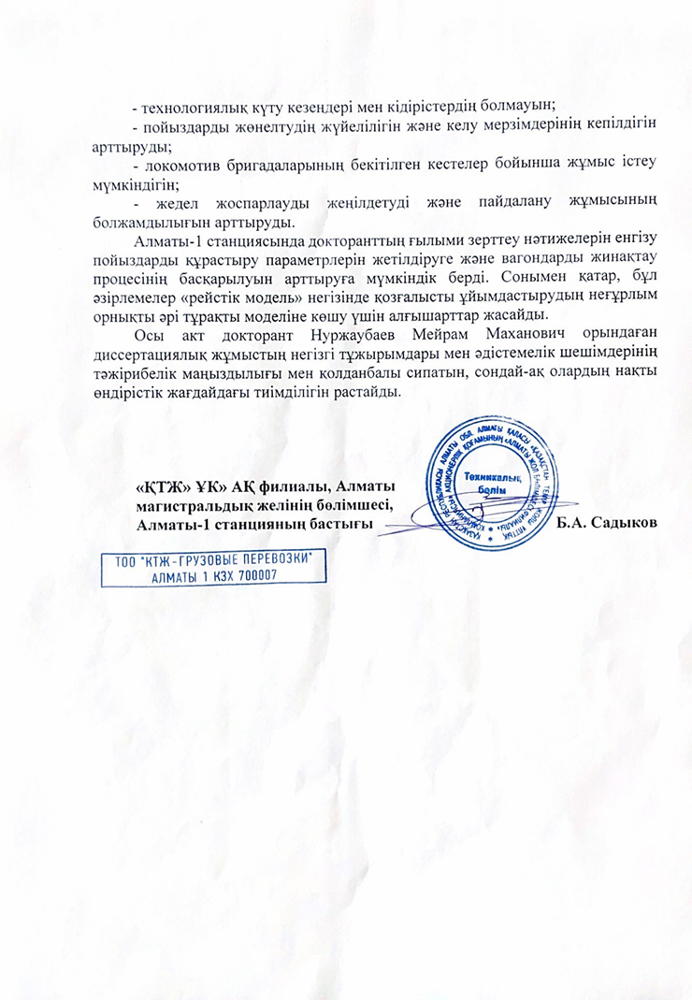 - технологиялық күту кезеңдері мен кідірістердің болмауын;
- пойыздарды жөнелтудің жүйелілігін және келу мерзімдерінің кепілдігін
арттыруды;
- локомотив бригадаларының бекітілген кестелер бойынша жұмыс істеу
мүмкіндігін;
- жедел жоспарлауды жеңілдетуді және пайдалану жұмысының
болжамдылығын арттыруды.
Алматы-1 станциясында докторанттың ғылыми зерттеу нәтижелерін енгізу
пойыздарды құрастыру параметрлерін жетілдіруге және вагондарды жинақтау
процесінің басқарылуын арттыруға мүмкіндік берді. Сонымен қатар, бұл
әзірлемелер «рейстік модель» негізінде қозғалысты ұйымдастырудың неғұрлым
орнықты әрі тұрақты моделіне көшу үшін алғышарттар жасайды.
Осы акт докторант Нуржаубаев Мейрам Маханович орындаған
диссертациялық жұмыстың негізгі тұжырымдары мен әдістемелік шешімдерінің
тәжірибелік маңыздылығы мен қолданбалы сипатын, сондай-ақ олардың нақты
өндірістік жағдайдағы тиімділігін растайды.
«ҚТЖ» ҰК» АҚ филиалы, Алматы
магистральдық желінің бөлімшесі,
Алматы-1 станцияның бастығы
Б.А. Садыков
Техникалық
бөлім
ТОО "КТЖ-ГРУЗОВЫЕ ПЕРЕВОЗКИ"
АЛМАТЫ 1 КЗХ 700007